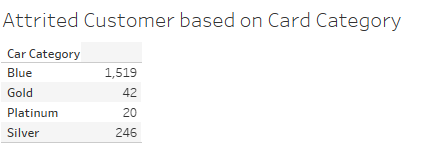 Attrited Customer based on Card Category
Car Category
Blue 1,519
Gold 42
Platinum 20
Silver 246